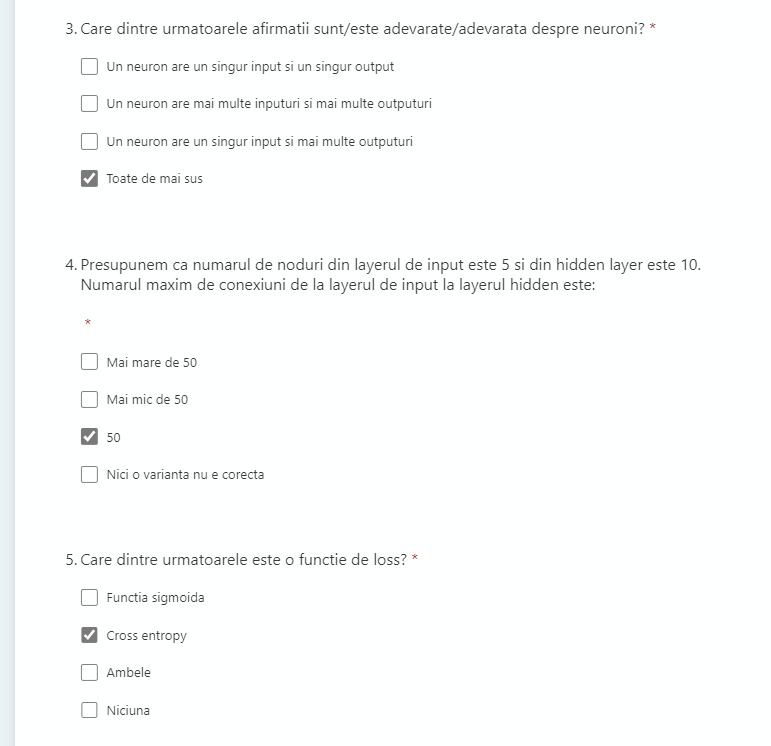 3. Care dintre urmatoarele afirmatii sunt/este adevarate/adevarata despre neuroni? *
Un neuron are un singur input si un singur output
Un neuron are mai multe inputuri si mai multe outputuri
Un neuron are un singur input si mai multe outputuri
Toate de mai sus
4. Presupunem ca numarul de noduri din layerul de input este 5 si din hidden layer este 10.
Numarul maxim de conexiuni de la layerul de input la layerul hidden este:
*
Mai mare de 50
Mai mic de 50
50
Nici o varianta nu e corecta
5. Care dintre urmatoarele este o functie de loss? *
Functia sigmoida
Cross entropy
Ambele
Niciuna